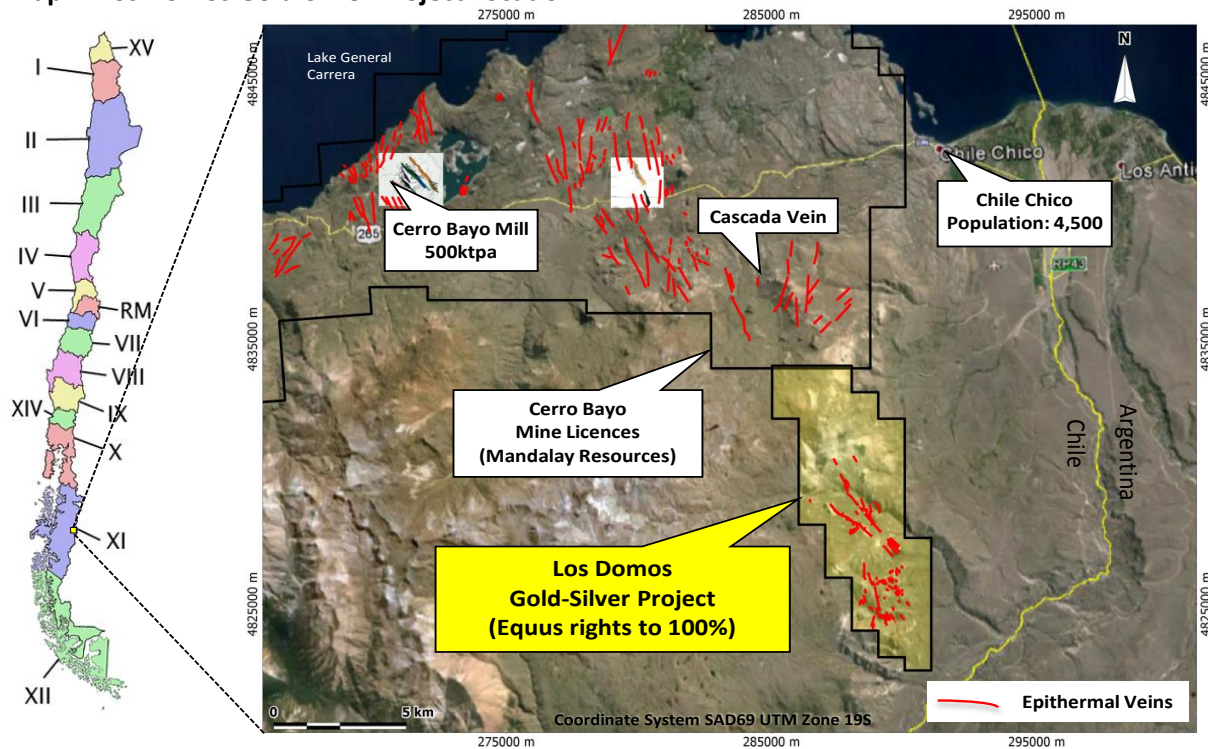 275000 m
285000 m
295000 m
XV
I
II
III
IV
V
RM
VI
VII
VIII
IX
XIV
X
XI
XII
Lake General
Carrera
N
4845000 m
4845000 m
Chile Chico
Los Anti
Chile Chico
Population: 4,500
Cascada Vein
265
Cerro Bayo Mill
500ktpa
RP43
4835000 m
4835000 m
Cerro Bayo
Mine Licences
(Mandalay Resources)
Argentina
Chile
Los Domos
Gold-Silver Project
(Equus rights to 100%)
4825000 m
4825000 m
Epithermal Veins
0
5 km
Coordinate System SAD69 UTM Zone 19S
275000 m
285000 m
295000 m